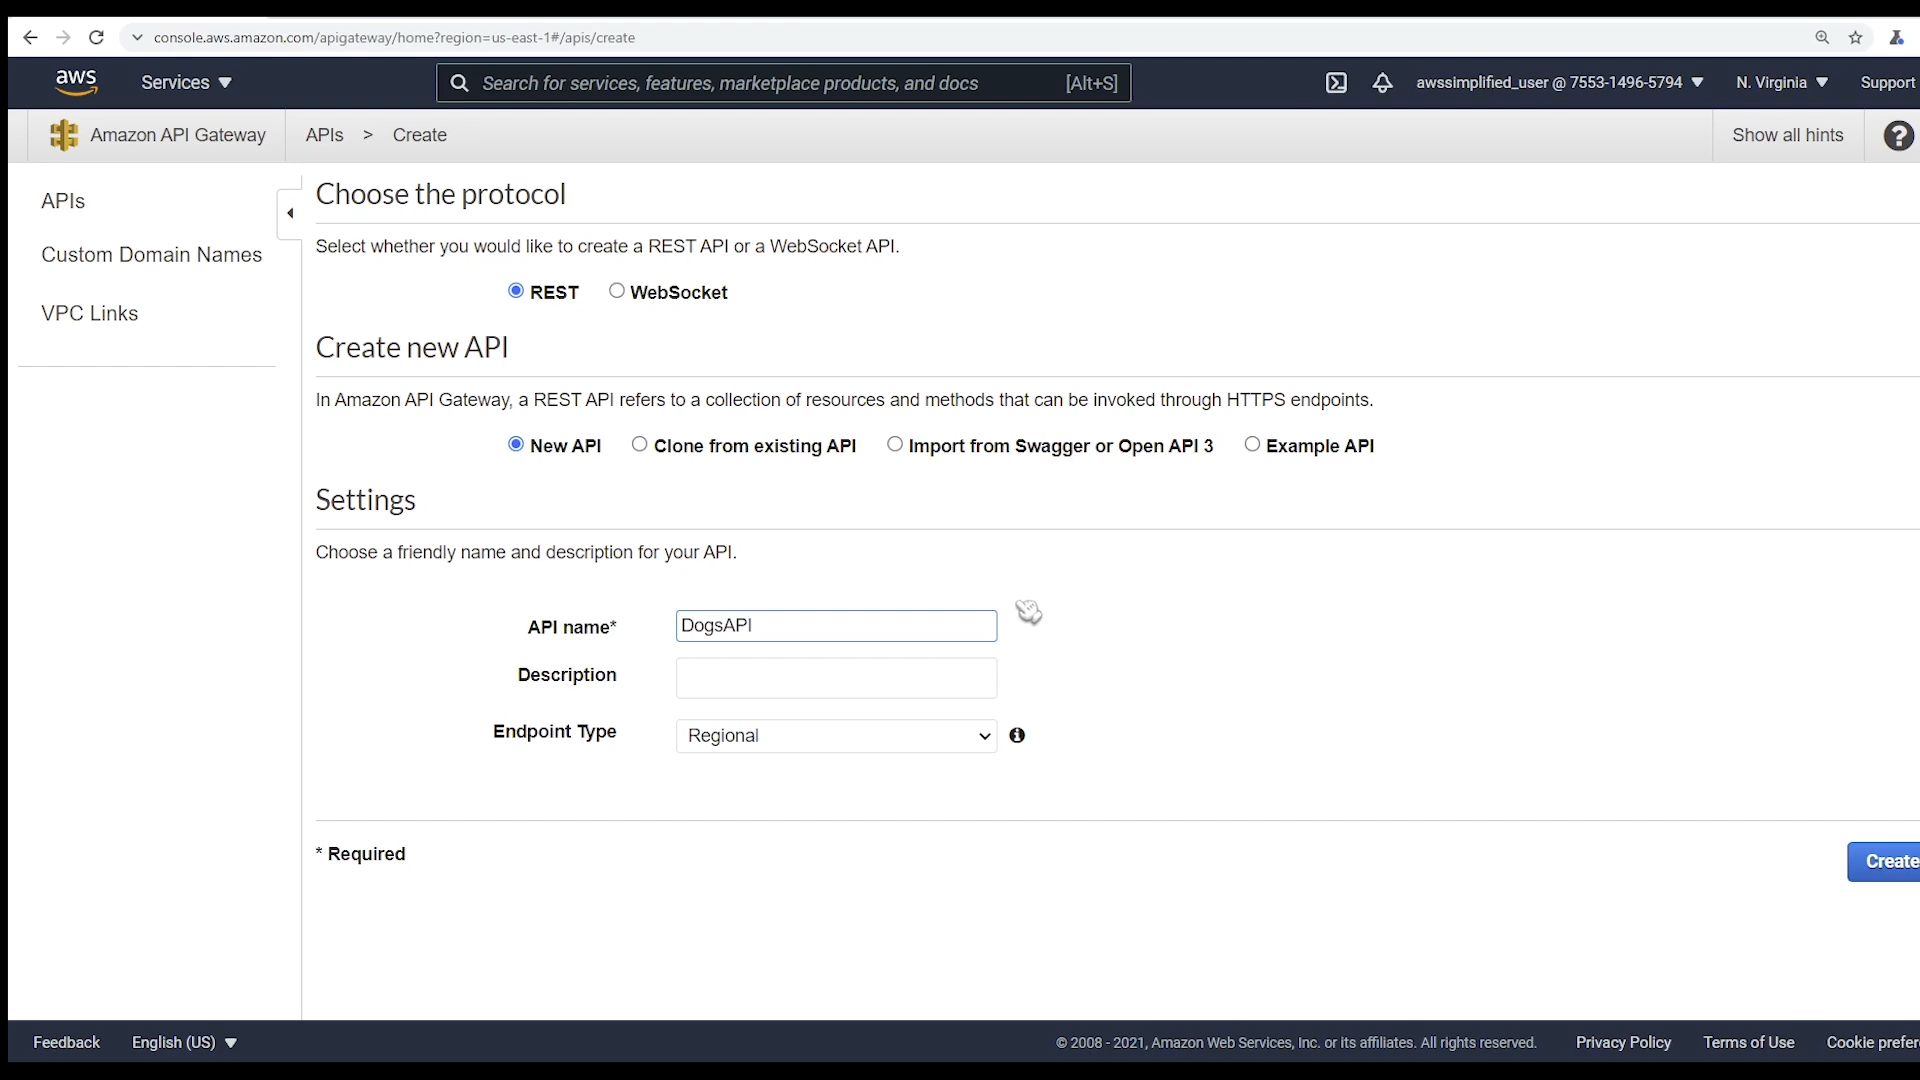 console.aws.amazon.com/apigateway/home?region=us-east-1#/apis/create
aws Services Search for services, features, marketplace products, and docs [Alt+S] awssimplified_user @ 7553-1496-5794 N. Virginia Support
Amazon API Gateway APIs > Create Show all hints ?
APIs
Custom Domain Names
VPC Links
Choose the protocol
Select whether you would like to create a REST API or a WebSocket API.
REST WebSocket
Create new API
In Amazon API Gateway, a REST API refers to a collection of resources and methods that can be invoked through HTTPS endpoints.
New API Clone from existing API Import from Swagger or Open API 3 Example API
Settings
Choose a friendly name and description for your API.
API name* DogsAPI
Description
Endpoint Type Regional
* Required
Create
Feedback English (US) © 2008 - 2021, Amazon Web Services, Inc. or its affiliates. All rights reserved. Privacy Policy Terms of Use Cookie prefer